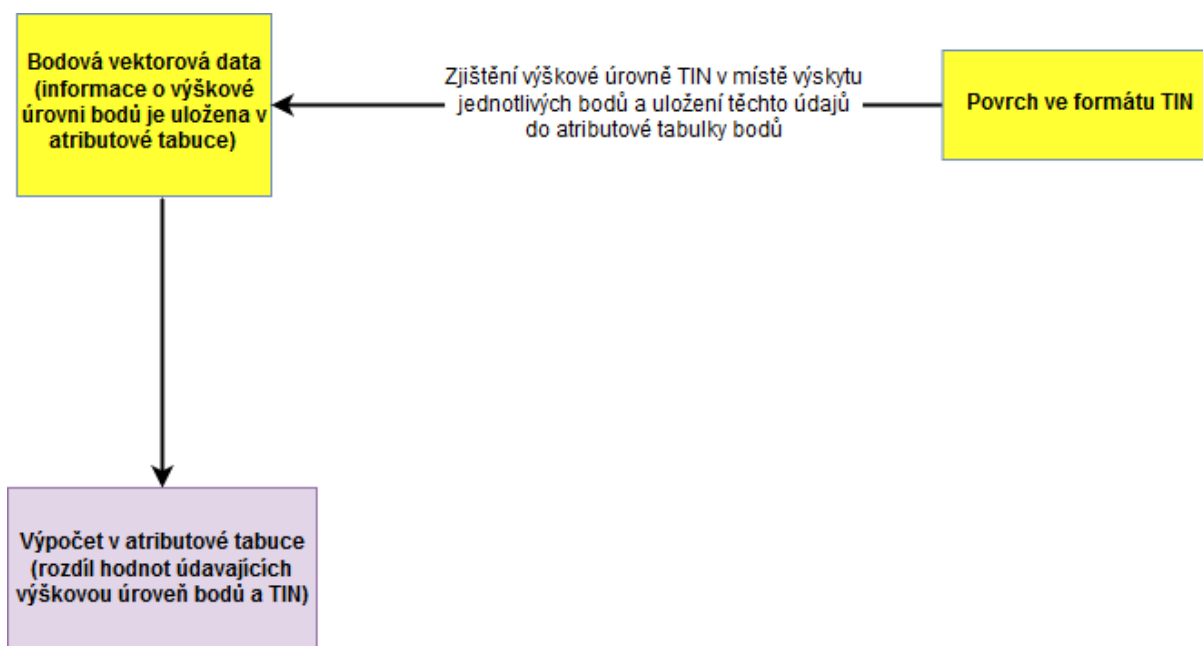 Bodová vektorová data
(informace o výškové
úrovni bodů je uložena v
atributové tabuce)
Zjištění výškové úrovně TIN v místě výskytu
jednotlivých bodů a uložení těchto údajů
do atributové tabulky bodů
Povrch ve formátu TIN
Výpočet v atributové tabuce
(rozdíl hodnot údavajících
výškovou úroveň bodů a TIN)